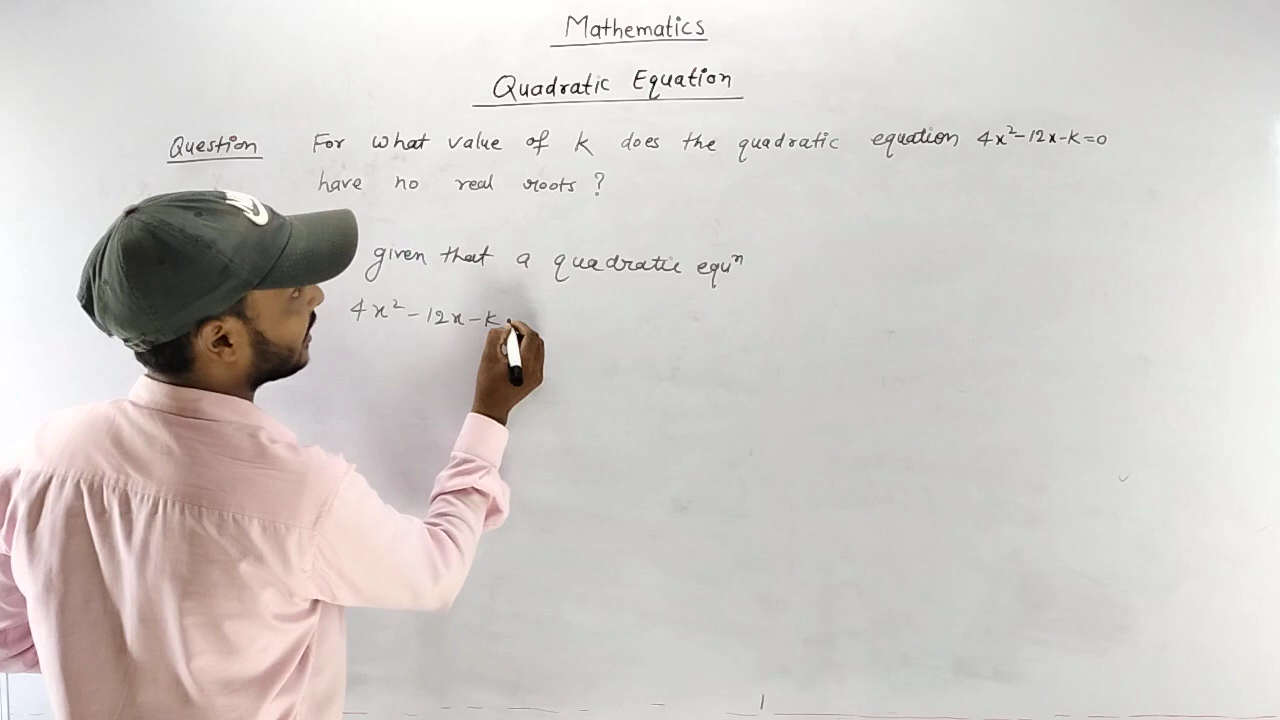 Mathematics
Quadratic Equation
Question For what value of k does the quadratic equation 4x²-12x-k=0
have no real roots ?
given that a quadratic equⁿ
4x²-12x-k